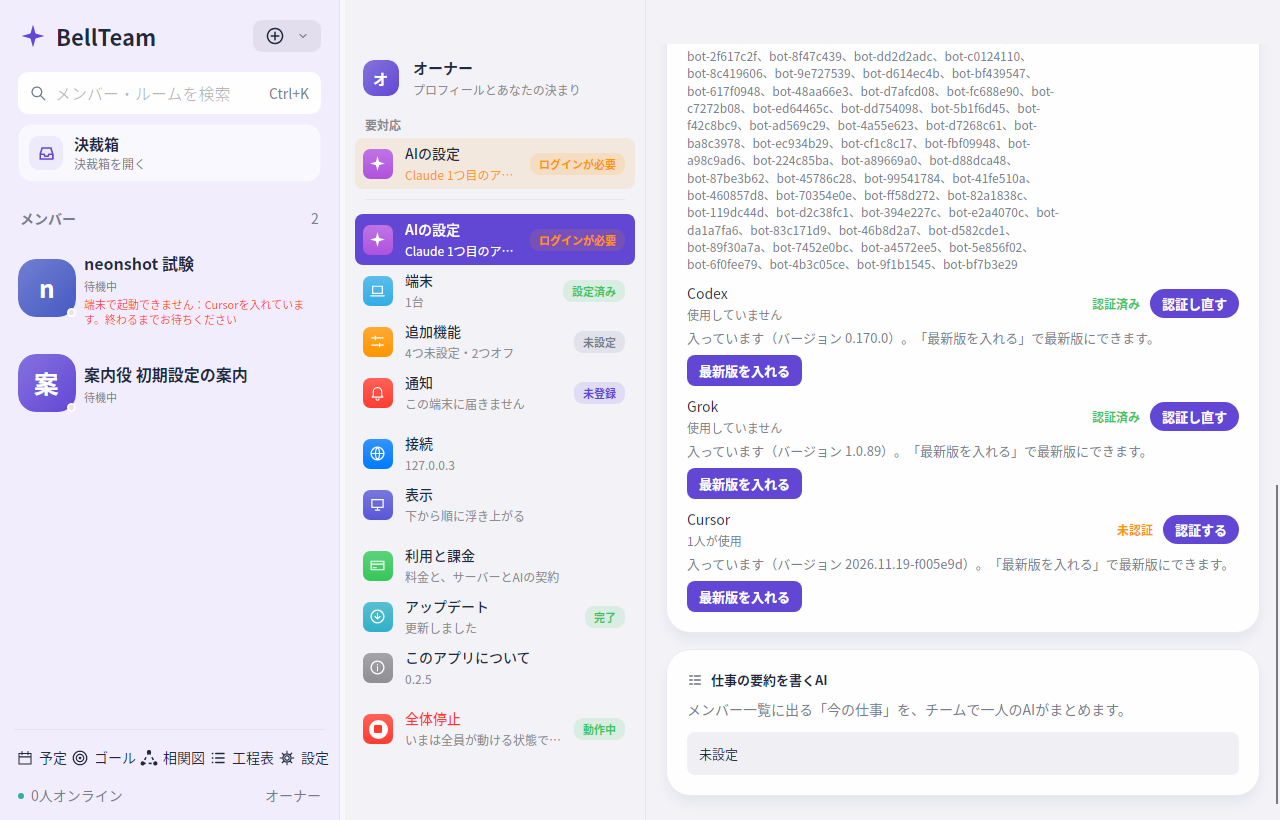 BellTeam
メンバー・ルームを検索
Ctrl+K
決裁箱
決裁箱を開く
メンバー
2
n
neonshot 試験
待機中
端末で起動できません：Cursorを入れていま
す。終わるまでお待ちください
案
案内役 初期設定の案内
待機中
予定
ゴール
相関図
工程表
設定
0人オンライン
オーナー
オ
オーナー
プロフィールとあなたの決まり
要対応
AIの設定
Claude 1つ目のア…
ログインが必要
AIの設定
Claude 1つ目のア…
ログインが必要
端末
1台
設定済み
追加機能
4つ未設定・2つオフ
未設定
通知
この端末に届きません
未登録
接続
127.0.0.3
表示
下から順に浮き上がる
利用と課金
料金と、サーバーとAIの契約
アップデート
更新しました
完了
このアプリについて
0.2.5
全体停止
いまは全員が動ける状態で…
動作中
bot-2f617c2f、bot-8f47c439、bot-dd2d2adc、bot-c0124110、
bot-8c419606、bot-9e727539、bot-d614ec4b、bot-bf439547、
bot-617f0948、bot-48aa66e3、bot-d7afcd08、bot-fc688e90、bot-
c7272b08、bot-ed64465c、bot-dd754098、bot-5b1f6d45、bot-
f42c8bc9、bot-ad569c29、bot-4a55e623、bot-d7268c61、bot-
ba8c3978、bot-ec934b29、bot-cf1c8c17、bot-fbf09948、bot-
a98c9ad6、bot-224c85ba、bot-a89669a0、bot-d88dca48、
bot-87be3b62、bot-45786c28、bot-99541784、bot-41fe510a、
bot-460857d8、bot-70354e0e、bot-ff58d272、bot-82a1838c、
bot-119dc44d、bot-d2c38fc1、bot-394e227c、bot-e2a4070c、bot-
da1a7fa6、bot-83c171d9、bot-46b8d2a7、bot-d582cde1、
bot-89f30a7a、bot-7452e0bc、bot-a4572ee5、bot-5e856f02、
bot-6f0fee79、bot-4b3c05ce、bot-9f1b1545、bot-bf7b3e29
Codex
使用していません
認証済み
認証し直す
入っています（バージョン 0.170.0）。「最新版を入れる」で最新版にできます。
最新版を入れる
Grok
使用していません
認証済み
認証し直す
入っています（バージョン 1.0.89）。「最新版を入れる」で最新版にできます。
最新版を入れる
Cursor
1人が使用
未認証
認証する
入っています（バージョン 2026.11.19-f005e9d）。「最新版を入れる」で最新版にできます。
最新版を入れる
仕事の要約を書くAI
メンバー一覧に出る「今の仕事」を、チームで一人のAIがまとめます。
未設定